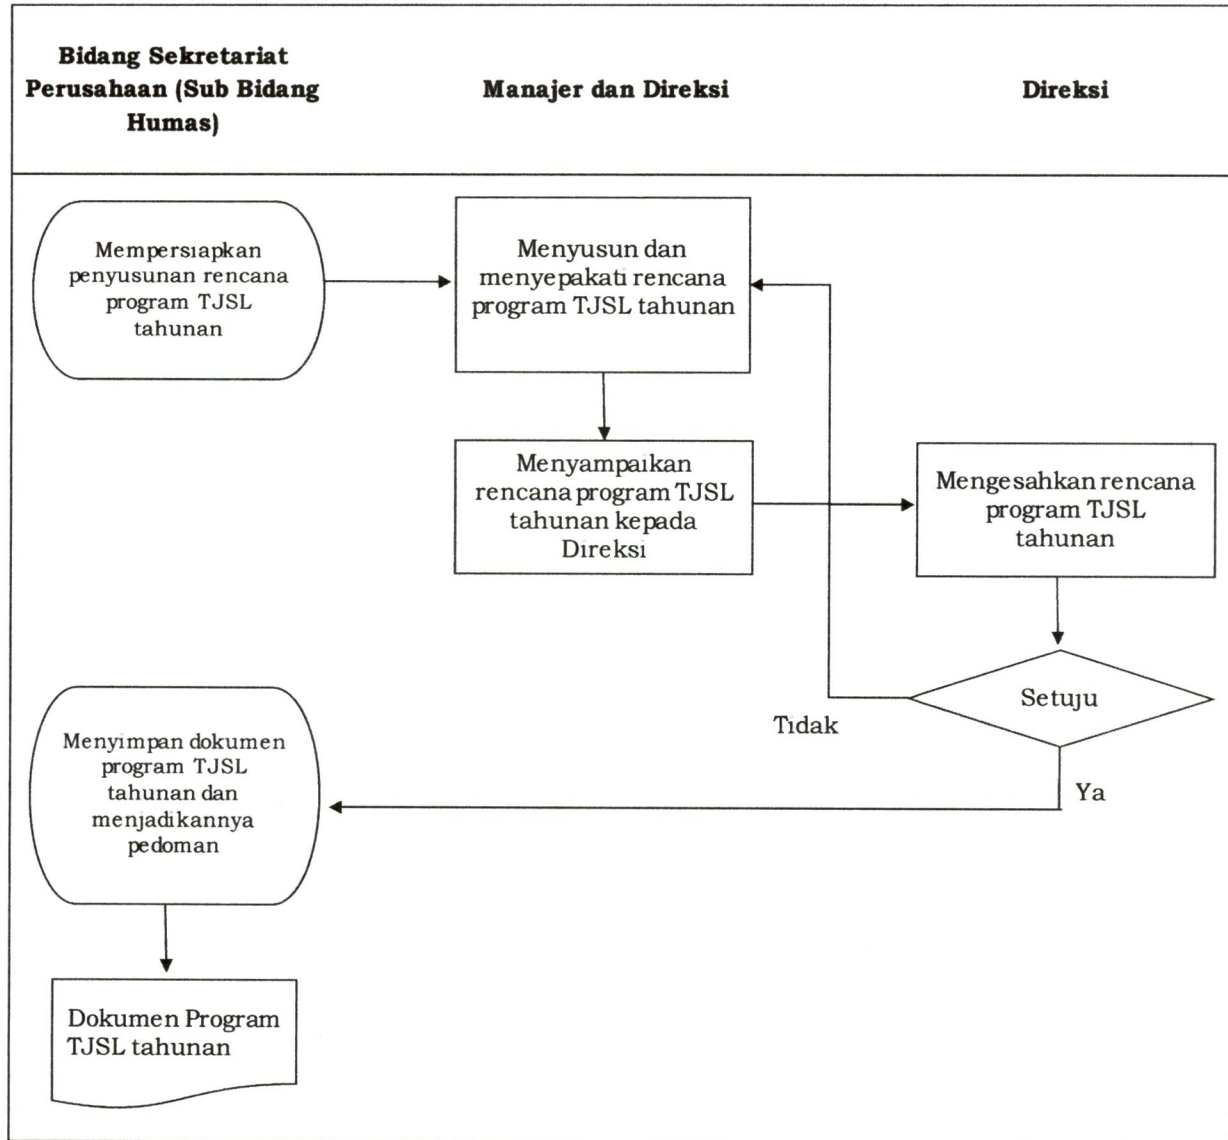 Bidang Sekretariat
Perusahaan (Sub Bidang
Humas)
Manajer dan Direksi
Direksi
Mempersiapkan
penyusunan rencana
program TJSL
tahunan
Menyusun dan
menyepakati rencana
program TJSL tahunan
Menyampaikan
rencana program TJSL
tahunan kepada
Direksi
Mengesahkan rencana
program TJSL
tahunan
Setuju
Tidak
Ya
Menyimpan dokumen
program TJSL
tahunan dan
menjadikannya
pedoman
Dokumen Program
TJSL tahunan